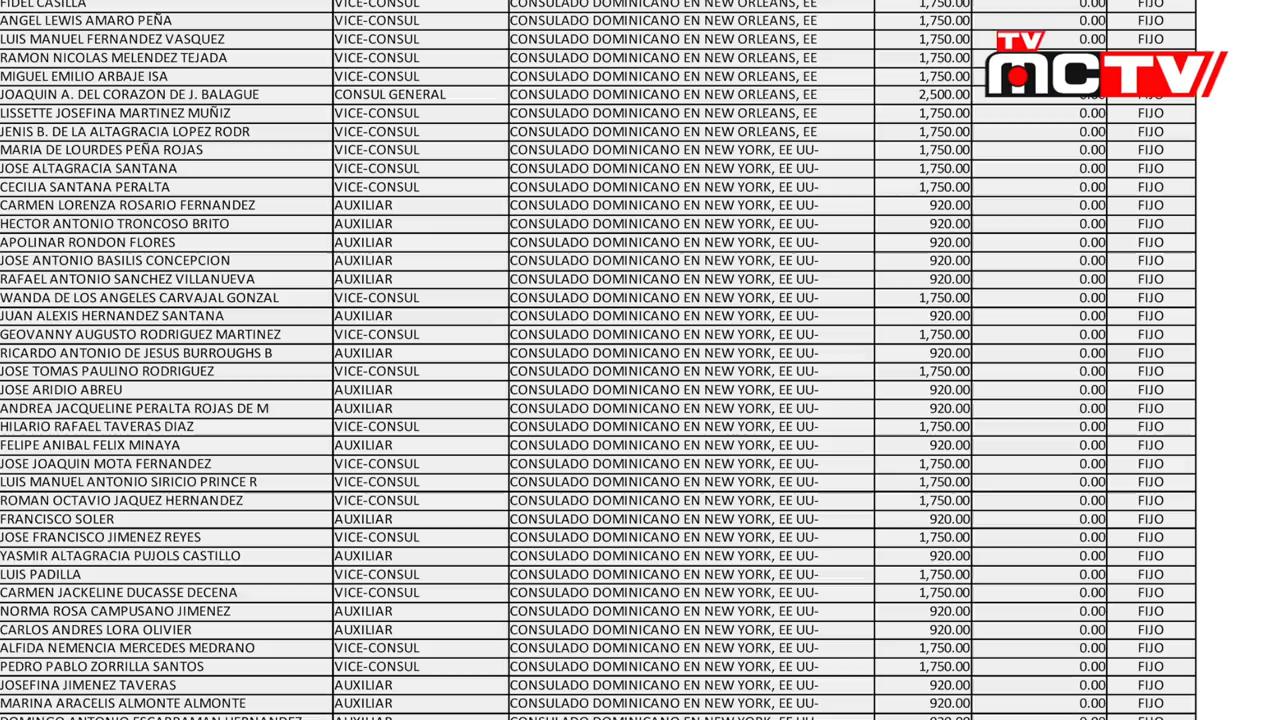 FIDEL CASILLA VICE-CONSUL CONSULADO DOMINICANO EN NEW ORLEANS, EE 1,750.00 0.00 FIJO
ANGEL LEWIS AMARO PEÑA VICE-CONSUL CONSULADO DOMINICANO EN NEW ORLEANS, EE 1,750.00 0.00 FIJO
LUIS MANUEL FERNANDEZ VASQUEZ VICE-CONSUL CONSULADO DOMINICANO EN NEW ORLEANS, EE 1,750.00 0.00 FIJO
TV
RAMON NICOLAS MELENDEZ TEJADA VICE-CONSUL CONSULADO DOMINICANO EN NEW ORLEANS, EE 1,750.00
MIGUEL EMILIO ARBAJE ISA VICE-CONSUL CONSULADO DOMINICANO EN NEW ORLEANS, EE 1,750.00
MCTV
JOAQUIN A. DEL CORAZON DE J. BALAGUE CONSUL GENERAL CONSULADO DOMINICANO EN NEW ORLEANS, EE 2,500.00 FIJO
LISSETTE JOSEFINA MARTINEZ MUÑIZ VICE-CONSUL CONSULADO DOMINICANO EN NEW ORLEANS, EE 1,750.00 0.00 FIJO
JENIS B. DE LA ALTAGRACIA LOPEZ RODR VICE-CONSUL CONSULADO DOMINICANO EN NEW ORLEANS, EE 1,750.00 0.00 FIJO
MARIA DE LOURDES PEÑA ROJAS VICE-CONSUL CONSULADO DOMINICANO EN NEW YORK, EE UU- 1,750.00 0.00 FIJO
JOSE ALTAGRACIA SANTANA VICE-CONSUL CONSULADO DOMINICANO EN NEW YORK, EE UU- 1,750.00 0.00 FIJO
CECILIA SANTANA PERALTA VICE-CONSUL CONSULADO DOMINICANO EN NEW YORK, EE UU- 1,750.00 0.00 FIJO
CARMEN LORENZA ROSARIO FERNANDEZ AUXILIAR CONSULADO DOMINICANO EN NEW YORK, EE UU- 920.00 0.00 FIJO
HECTOR ANTONIO TRONCOSO BRITO AUXILIAR CONSULADO DOMINICANO EN NEW YORK, EE UU- 920.00 0.00 FIJO
APOLINAR RONDON FLORES AUXILIAR CONSULADO DOMINICANO EN NEW YORK, EE UU- 920.00 0.00 FIJO
JOSE ANTONIO BASILIS CONCEPCION AUXILIAR CONSULADO DOMINICANO EN NEW YORK, EE UU- 920.00 0.00 FIJO
RAFAEL ANTONIO SANCHEZ VILLANUEVA AUXILIAR CONSULADO DOMINICANO EN NEW YORK, EE UU- 920.00 0.00 FIJO
WANDA DE LOS ANGELES CARVAJAL GONZAL VICE-CONSUL CONSULADO DOMINICANO EN NEW YORK, EE UU- 1,750.00 0.00 FIJO
JUAN ALEXIS HERNANDEZ SANTANA AUXILIAR CONSULADO DOMINICANO EN NEW YORK, EE UU- 920.00 0.00 FIJO
GEOVANNY AUGUSTO RODRIGUEZ MARTINEZ VICE-CONSUL CONSULADO DOMINICANO EN NEW YORK, EE UU- 1,750.00 0.00 FIJO
RICARDO ANTONIO DE JESUS BURROUGHS B AUXILIAR CONSULADO DOMINICANO EN NEW YORK, EE UU- 920.00 0.00 FIJO
JOSE TOMAS PAULINO RODRIGUEZ VICE-CONSUL CONSULADO DOMINICANO EN NEW YORK, EE UU- 1,750.00 0.00 FIJO
JOSE ARIDIO ABREU AUXILIAR CONSULADO DOMINICANO EN NEW YORK, EE UU- 920.00 0.00 FIJO
ANDREA JACQUELINE PERALTA ROJAS DE M AUXILIAR CONSULADO DOMINICANO EN NEW YORK, EE UU- 920.00 0.00 FIJO
HILARIO RAFAEL TAVERAS DIAZ VICE-CONSUL CONSULADO DOMINICANO EN NEW YORK, EE UU- 1,750.00 0.00 FIJO
FELIPE ANIBAL FELIX MINAYA AUXILIAR CONSULADO DOMINICANO EN NEW YORK, EE UU- 920.00 0.00 FIJO
JOSE JOAQUIN MOTA FERNANDEZ VICE-CONSUL CONSULADO DOMINICANO EN NEW YORK, EE UU- 1,750.00 0.00 FIJO
LUIS MANUEL ANTONIO SIRICIO PRINCE R VICE-CONSUL CONSULADO DOMINICANO EN NEW YORK, EE UU- 1,750.00 0.00 FIJO
ROMAN OCTAVIO JAQUEZ HERNANDEZ VICE-CONSUL CONSULADO DOMINICANO EN NEW YORK, EE UU- 1,750.00 0.00 FIJO
FRANCISCO SOLER AUXILIAR CONSULADO DOMINICANO EN NEW YORK, EE UU- 920.00 0.00 FIJO
JOSE FRANCISCO JIMENEZ REYES VICE-CONSUL CONSULADO DOMINICANO EN NEW YORK, EE UU- 1,750.00 0.00 FIJO
YASMIR ALTAGRACIA PUJOLS CASTILLO AUXILIAR CONSULADO DOMINICANO EN NEW YORK, EE UU- 920.00 0.00 FIJO
LUIS PADILLA VICE-CONSUL CONSULADO DOMINICANO EN NEW YORK, EE UU- 1,750.00 0.00 FIJO
CARMEN JACKELINE DUCASSE DECENA VICE-CONSUL CONSULADO DOMINICANO EN NEW YORK, EE UU- 1,750.00 0.00 FIJO
NORMA ROSA CAMPUSANO JIMENEZ AUXILIAR CONSULADO DOMINICANO EN NEW YORK, EE UU- 920.00 0.00 FIJO
CARLOS ANDRES LORA OLIVIER AUXILIAR CONSULADO DOMINICANO EN NEW YORK, EE UU- 920.00 0.00 FIJO
ALFIDA NEMENCIA MERCEDES MEDRANO VICE-CONSUL CONSULADO DOMINICANO EN NEW YORK, EE UU- 1,750.00 0.00 FIJO
PEDRO PABLO ZORRILLA SANTOS VICE-CONSUL CONSULADO DOMINICANO EN NEW YORK, EE UU- 1,750.00 0.00 FIJO
JOSEFINA JIMENEZ TAVERAS AUXILIAR CONSULADO DOMINICANO EN NEW YORK, EE UU- 920.00 0.00 FIJO
MARINA ARACELIS ALMONTE ALMONTE AUXILIAR CONSULADO DOMINICANO EN NEW YORK, EE UU- 920.00 0.00 FIJO
DOMINGO ANTONIO ESCARRAMAN HERNANDEZ AUXILIAR CONSULADO DOMINICANO EN NEW YORK, EE UU- 920.00 0.00 FIJO